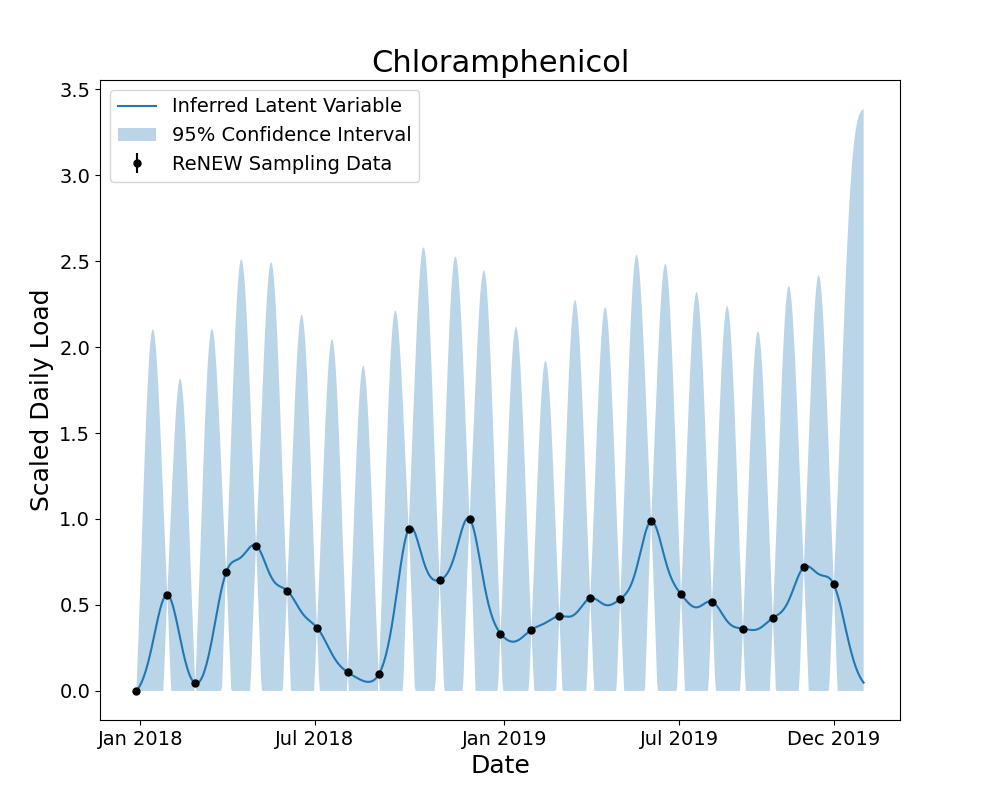 Chloramphenicol
3.5
3.0
2.5
2.0
1.5
1.0
0.5
0.0
Scaled Daily Load
Inferred Latent Variable
95% Confidence Interval
ReNEW Sampling Data
Jan 2018
Jul 2018
Jan 2019
Jul 2019
Dec 2019
Date